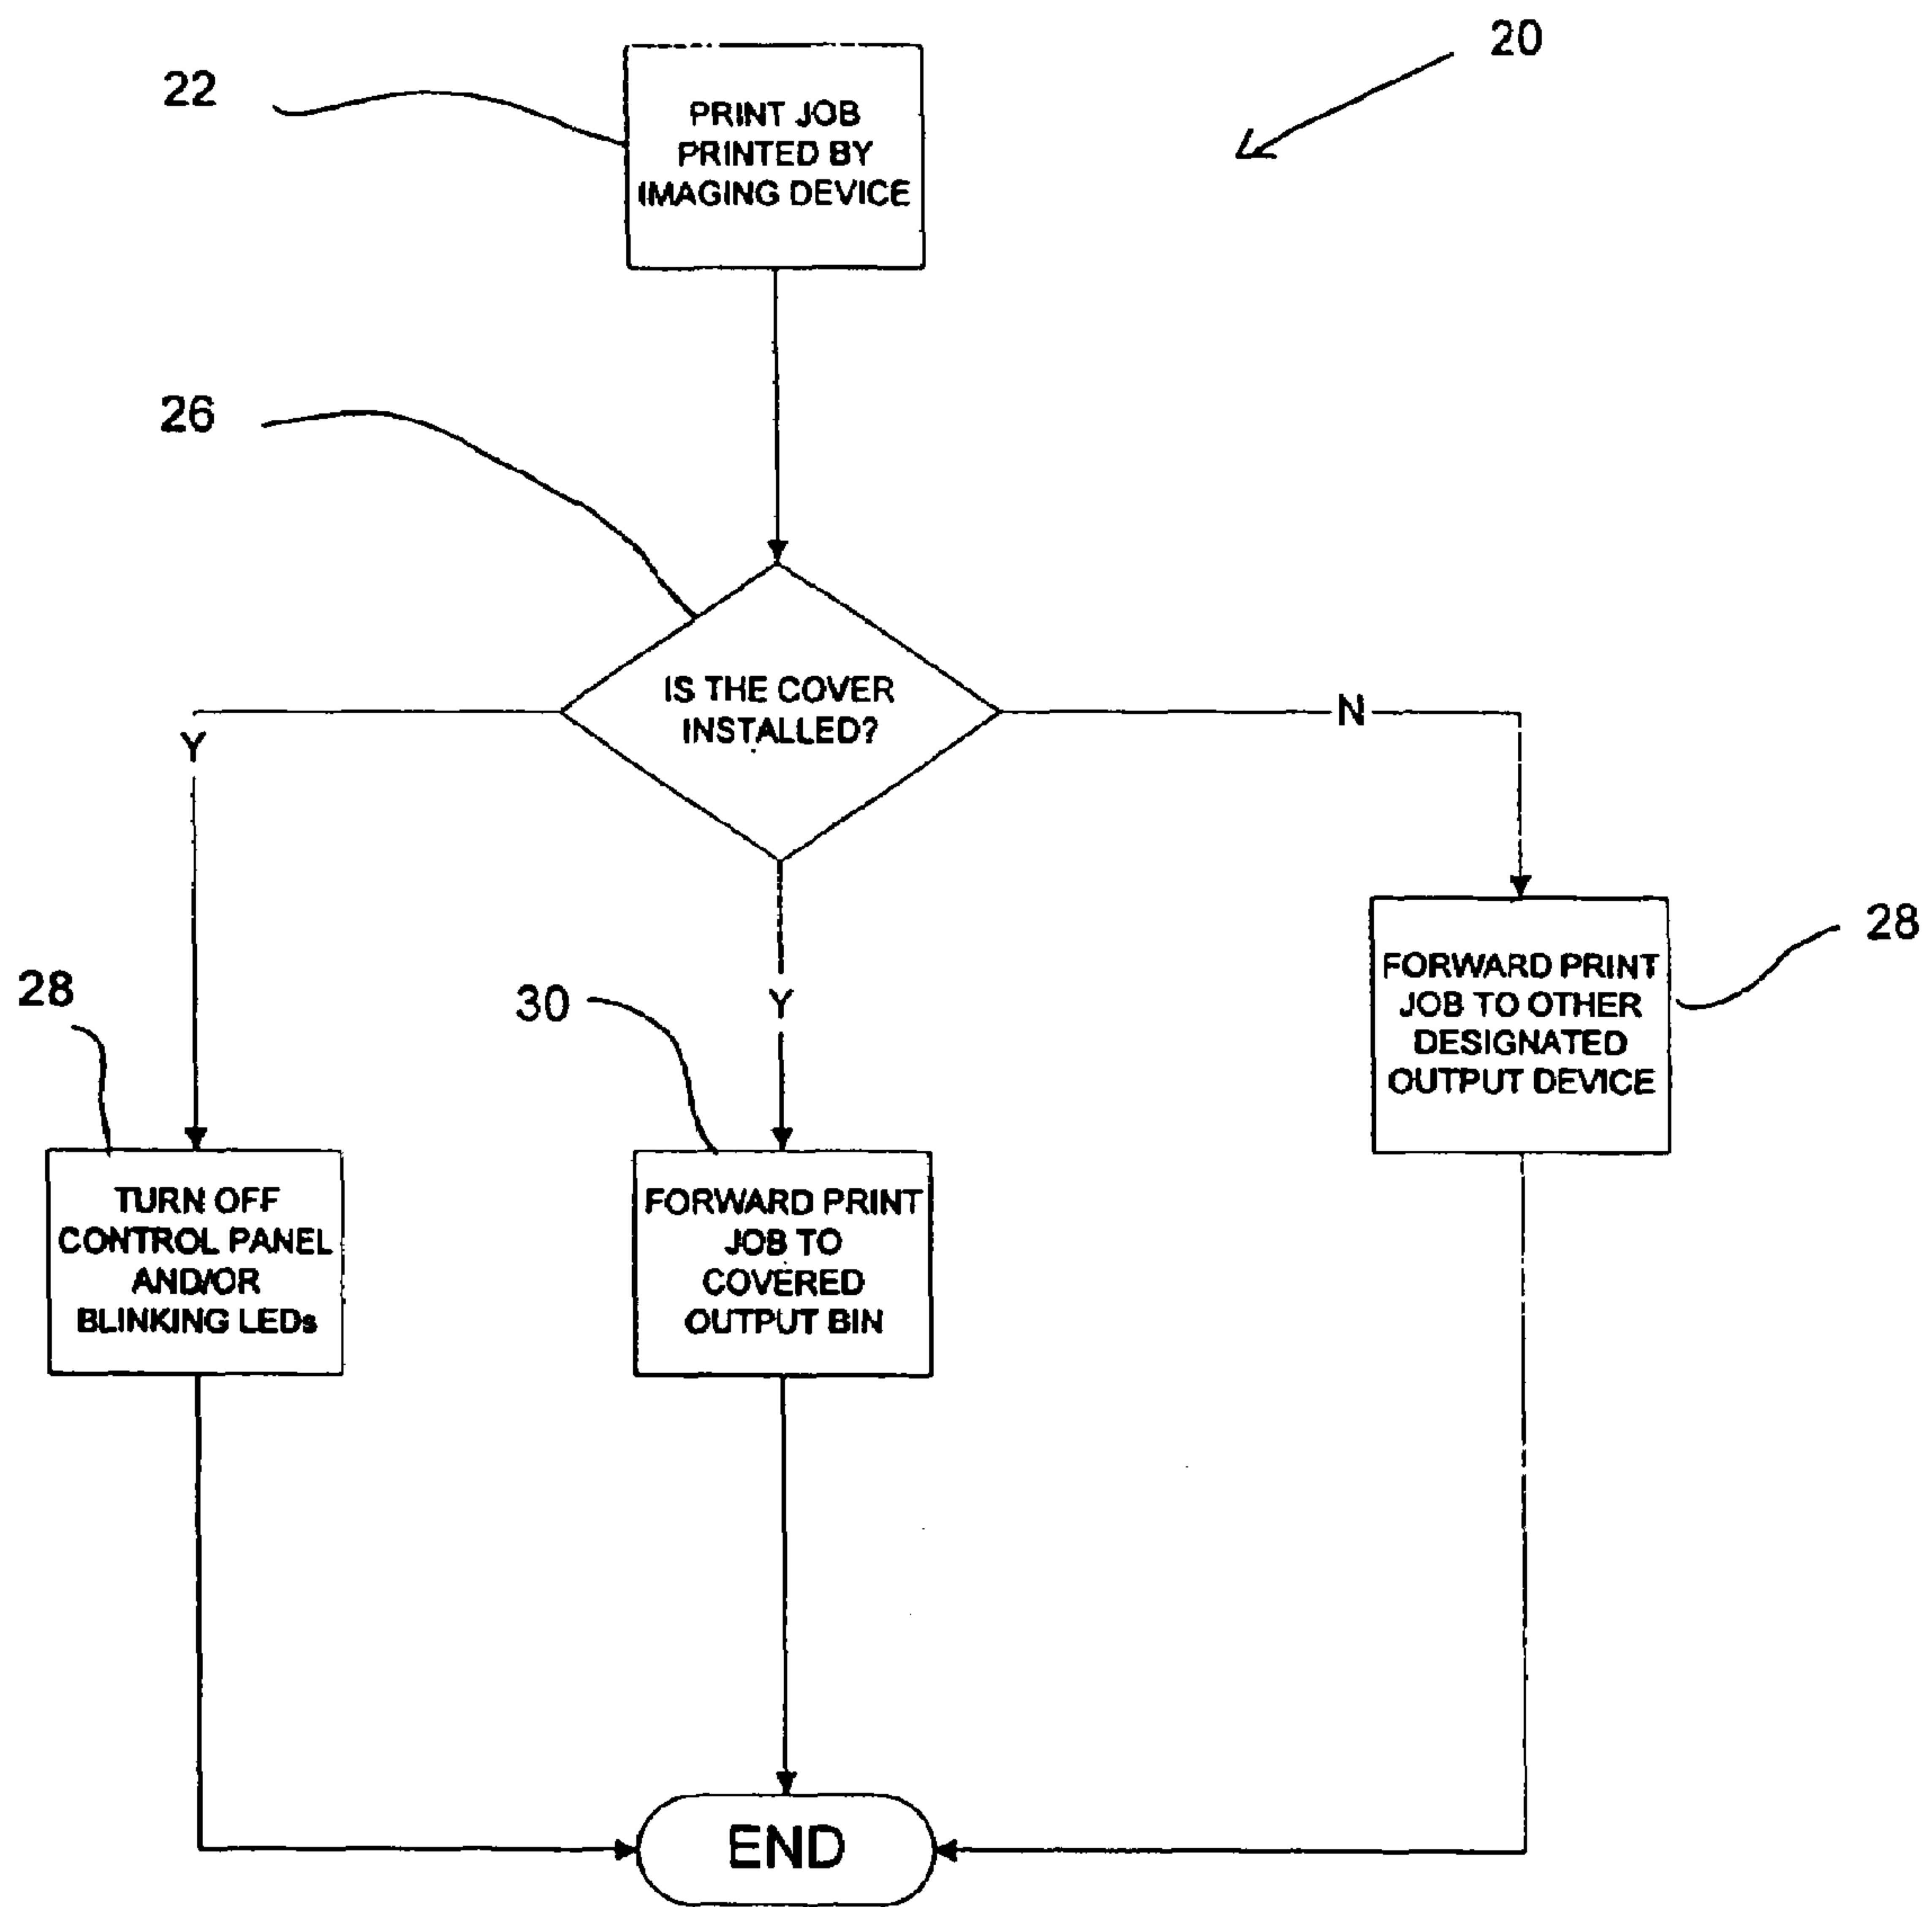 20
22
PRINT JOB
PRINTED BY
IMAGING DEVICE
26
IS THE COVER
INSTALLED?
Y
N
28
30
Y
28
FORWARD PRINT
JOB TO OTHER
DESIGNATED
OUTPUT DEVICE
TURN OFF
CONTROL PANEL
AND/OR
BLINKING LEDs
FORWARD PRINT
JOB TO
COVERED
OUTPUT BIN
END